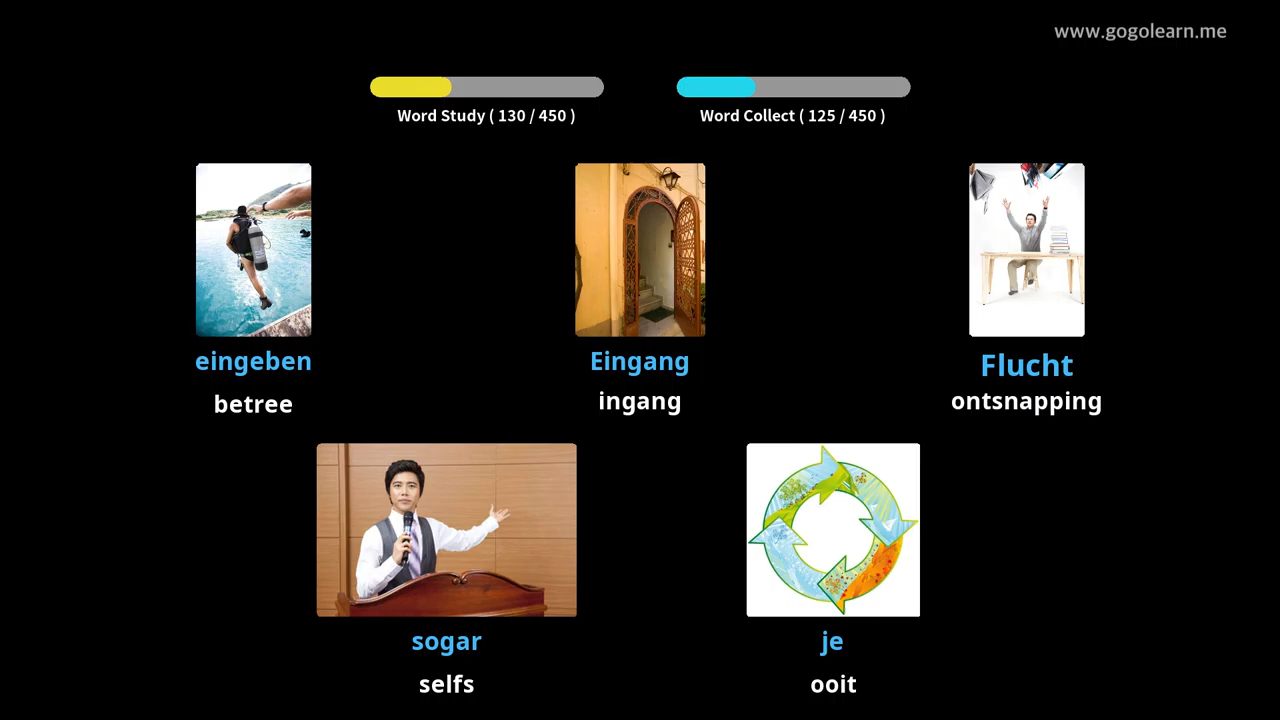 www.gogolearn.me
Word Study ( 130 / 450 )
Word Collect ( 125 / 450 )
eingeben
betree
Eingang
ingang
Flucht
ontsnapping
sogar
selfs
je
ooit